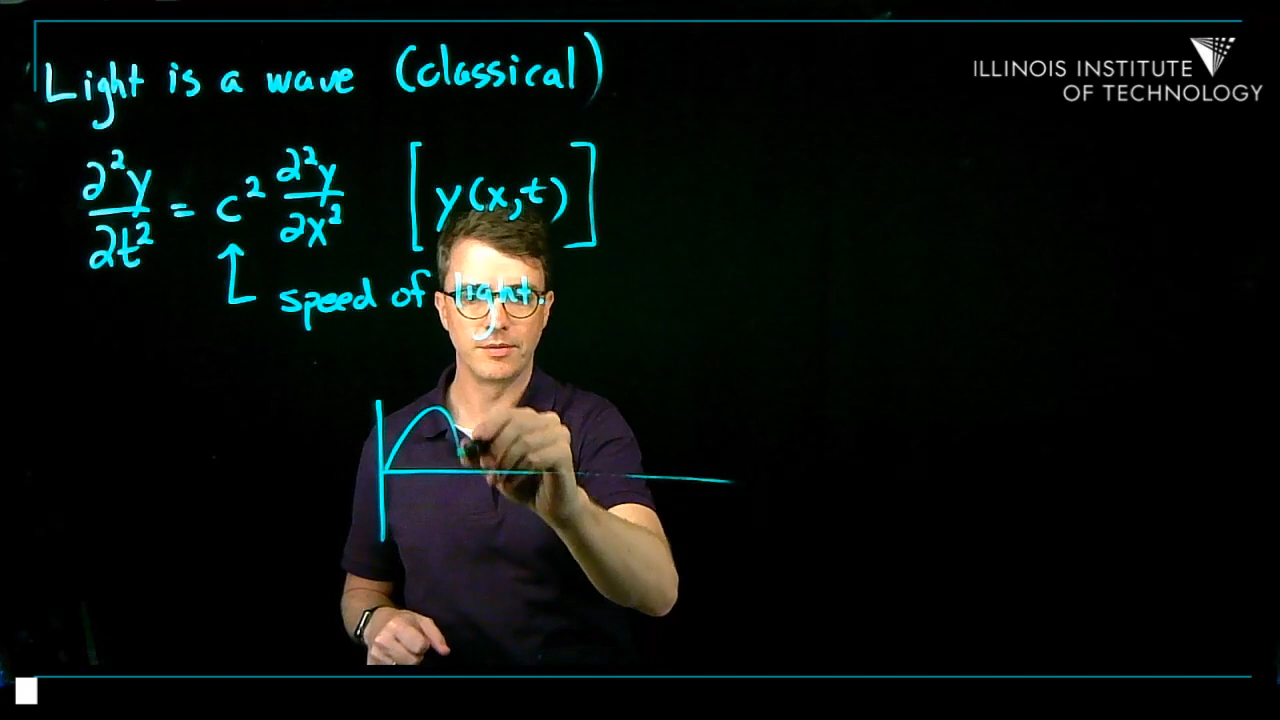 Light is a wave (classical)
∂²y/∂t² = c² ∂²y/∂x² [y(x,t)]
speed of light.
ILLINOIS INSTITUTE
OF TECHNOLOGY